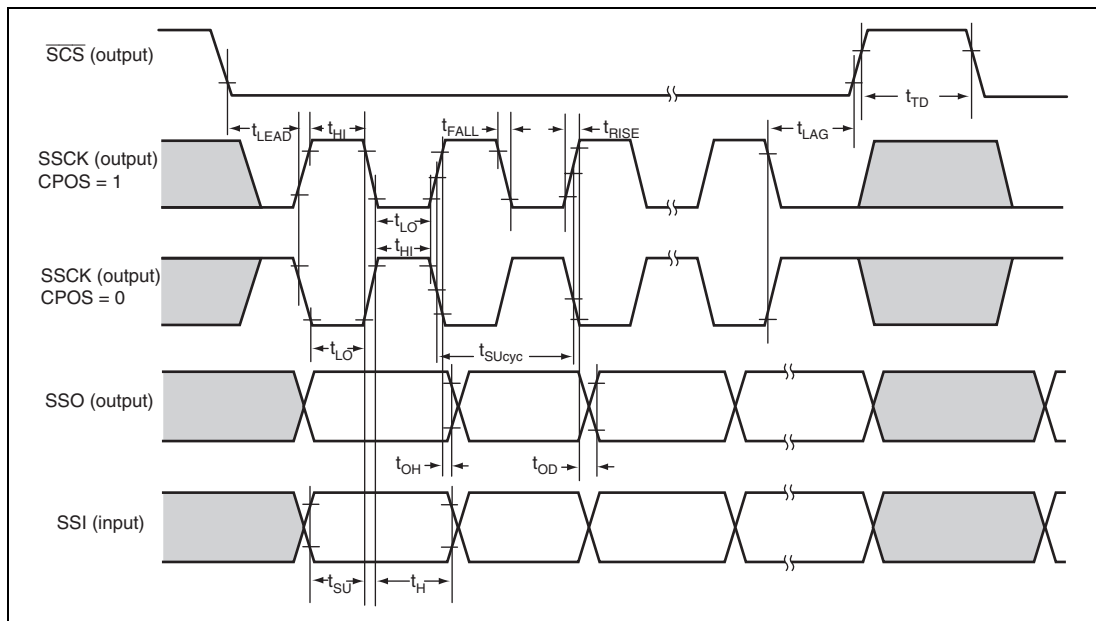 SCS (output)
tTD
tLEAD
tHI
tFALL
tRISE
tLAG
SSCK (output)
CPOS = 1
tLO
tHI
SSCK (output)
CPOS = 0
tLO
tSUcyc
SSO (output)
tOH
tOD
SSI (input)
tSU
tH